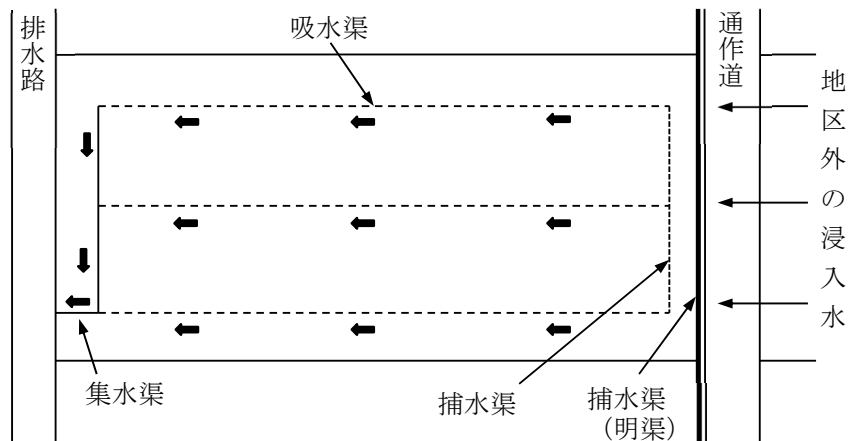 排水路
吸水渠
通作道
地区外の浸入水
集水渠
捕水渠
捕水渠
（明渠）